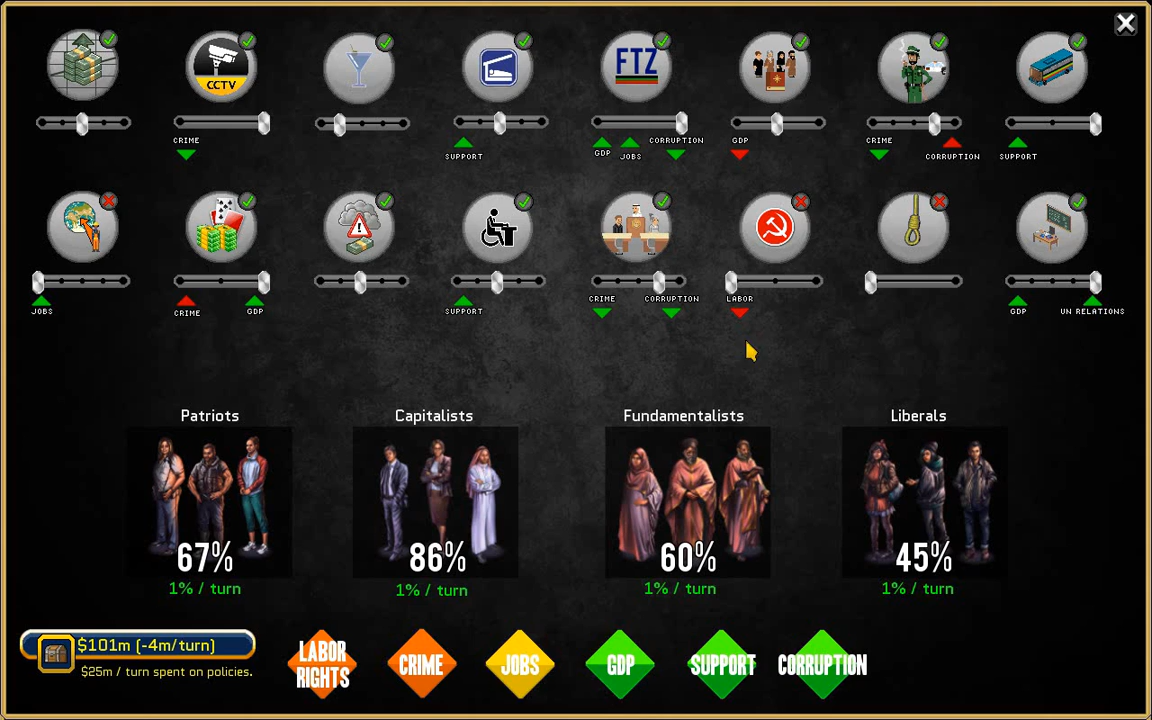 CCTV
FTZ
CRIME
SUPPORT
GDP
JOBS
CORRUPTION
GDP
CRIME
CORRUPTION
SUPPORT
JOBS
CRIME
GDP
SUPPORT
CRIME
CORRUPTION
LABOR
GDP
UN RELATIONS
Patriots
Capitalists
Fundamentalists
Liberals
67%
86%
60%
45%
1% / turn
1% / turn
1% / turn
1% / turn
$101m (-4m/turn)
$25m / turn spent on policies.
LABOR
RIGHTS
CRIME
JOBS
GDP
SUPPORT
CORRUPTION